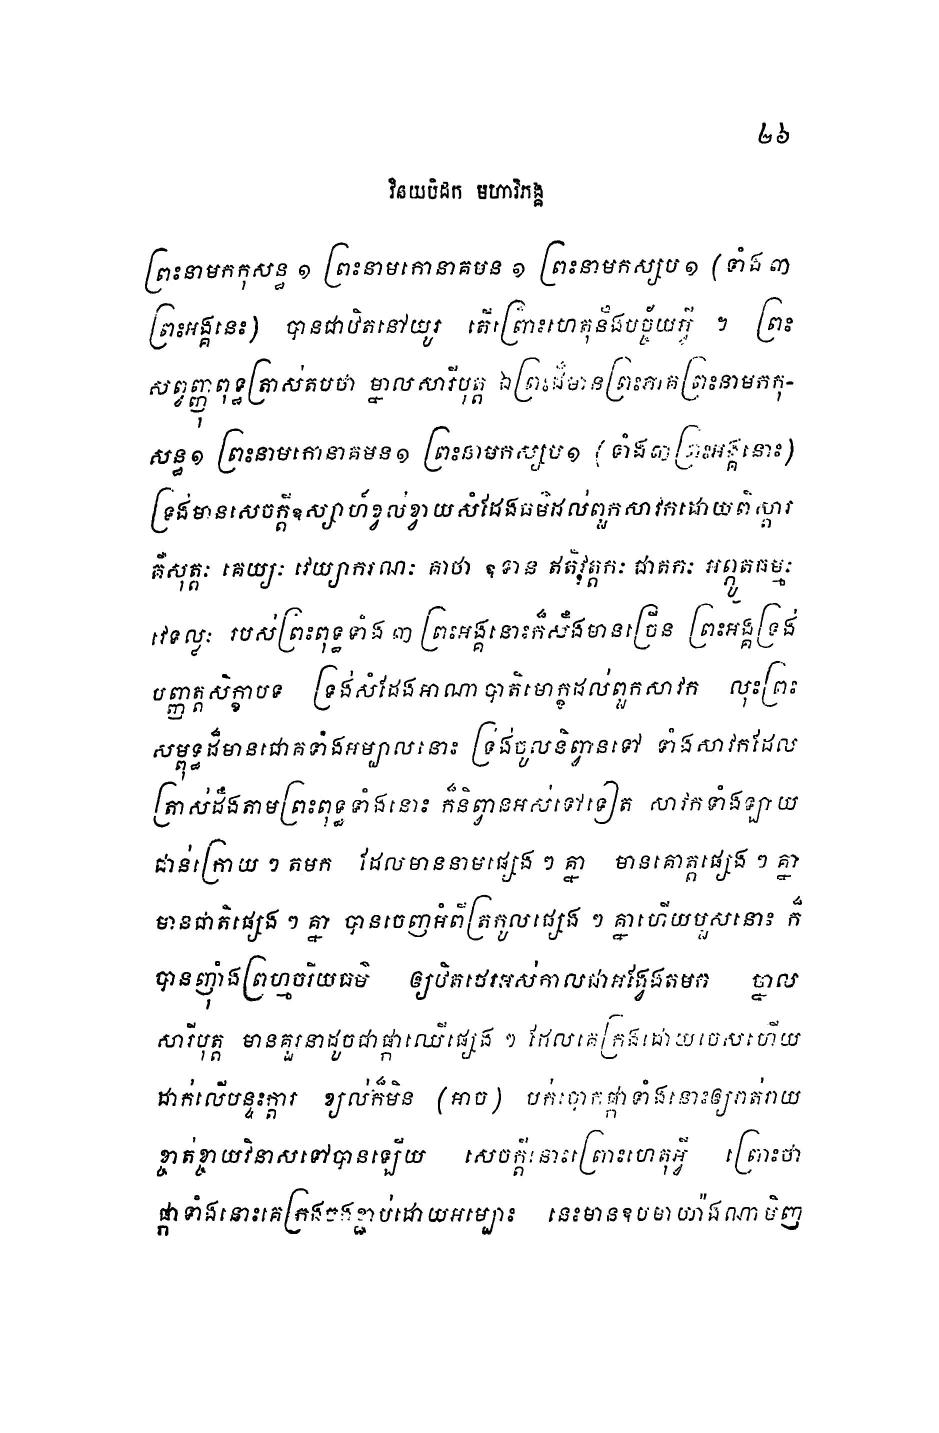 ២៦
វិនយបិដក មហាវិភង្គ
ព្រះនាមកកុសន្ធ ១ ព្រះនាមកោនាគមន ១ ព្រះនាមកស្សប ១ (ទាំង ៣
ព្រះអង្គនេះ) បានជាឋិតនៅយូរ តើព្រោះហេតុនឹងបច្ច័យក្អី ។ ព្រះ
សព្វញ្ញុពុទ្ធត្រាស់តបថា ម្នាលសារីបុត្ត ឯព្រះដ៏មានព្រះភាគព្រះនាមកកុ-
សន្ធ ១ ព្រះនាមកោនាគមន ១ ព្រះនាមកស្សប ១ (ទាំង ៣ ព្រះអង្គនោះ)
ទ្រង់មានសេចក្តីឧស្សាហ៍ខ្វល់ខ្វាយសំដែងធម៌ដល់ពួកសាវកដោយពិស្តារ
គឺសុត្តៈ គេយ្យៈ វេយ្យាករណៈ គាថា ឧទាន ឥតិវុត្តកៈ ជាតកៈ អព្ភូតធម្មៈ
វេទល្លៈ របស់ព្រះពុទ្ធទាំង ៣ ព្រះអង្គនោះក៏សឹងមានច្រើន ព្រះអង្គទ្រង់
បញ្ញត្តសិក្ខាបទ ទ្រង់សំដែងអាណាបាតិមោក្ខដល់ពួកសាវក លុះព្រះ
សម្ពុទ្ធដ៏មានជោគទាំងអម្បាលនោះ ទ្រង់ចូលនិព្វានទៅ ទាំងសាវកដែល
ត្រាស់ដឹងតាមព្រះពុទ្ធទាំងនោះ ក៏និព្វានអស់ទៅទៀត សាវកទាំងឡាយ
ជាន់ក្រោយ ៗ តមក ដែលមាននាមផ្សេង ៗ គ្នា មានគោត្តផ្សេង ៗ គ្នា
មានជាតិផ្សេង ៗ គ្នា បានចេញអំពីត្រកូលផ្សេង ៗ គ្នាហើយបួសនោះ ក៏
បានញ៉ាំងព្រហ្មចរិយធម៌ ឲ្យឋិតថេរអស់កាលជាអង្វែងតមក ម្នាល
សារីបុត្ត មានគួរនាដូចជាផ្កាឈើផ្សេង ៗ ដែលគេក្រងដោយចេសហើយ
ដាក់លើបន្ទះក្តារ ខ្យល់ក៏មិន (អាច) បក់បោកផ្កាទាំងនោះឲ្យរាត់រាយ
ខ្ចាត់ខ្ចាយវិនាសទៅបានឡើយ សេចក្តីនោះព្រោះហេតុអ្វី ព្រោះថា
ផ្កាទាំងនោះគេក្រងចងខ្ជាប់ដោយអម្បោះ នេះមានឧបមាយ៉ាងណាមិញ